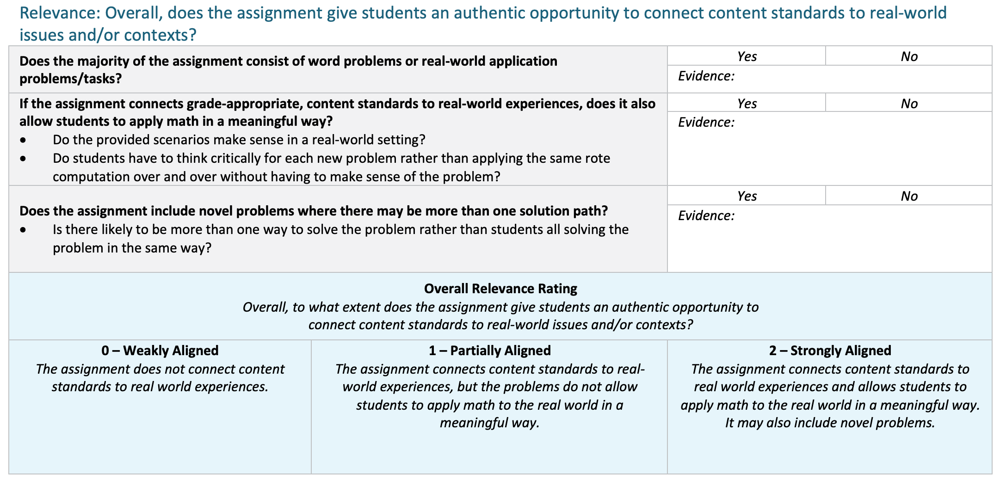 Relevance: Overall, does the assignment give students an authentic opportunity to connect content standards to real-world
issues and/or contexts?
Does the majority of the assignment consist of word problems or real-world application
problems/tasks?
Yes
No
Evidence:
If the assignment connects grade-appropriate, content standards to real-world experiences, does it also
allow students to apply math in a meaningful way?
• Do the provided scenarios make sense in a real-world setting?
• Do students have to think critically for each new problem rather than applying the same rote
computation over and over without having to make sense of the problem?
Yes
No
Evidence:
Does the assignment include novel problems where there may be more than one solution path?
• Is there likely to be more than one way to solve the problem rather than students all solving the
problem in the same way?
Yes
No
Evidence:
Overall Relevance Rating
Overall, to what extent does the assignment give students an authentic opportunity to
connect content standards to real-world issues and/or contexts?
0 – Weakly Aligned
The assignment does not connect content
standards to real world experiences.
1 – Partially Aligned
The assignment connects content standards to real-
world experiences, but the problems do not allow
students to apply math to the real world in a
meaningful way.
2 – Strongly Aligned
The assignment connects content standards to
real world experiences and allows students to
apply math to the real world in a meaningful way.
It may also include novel problems.